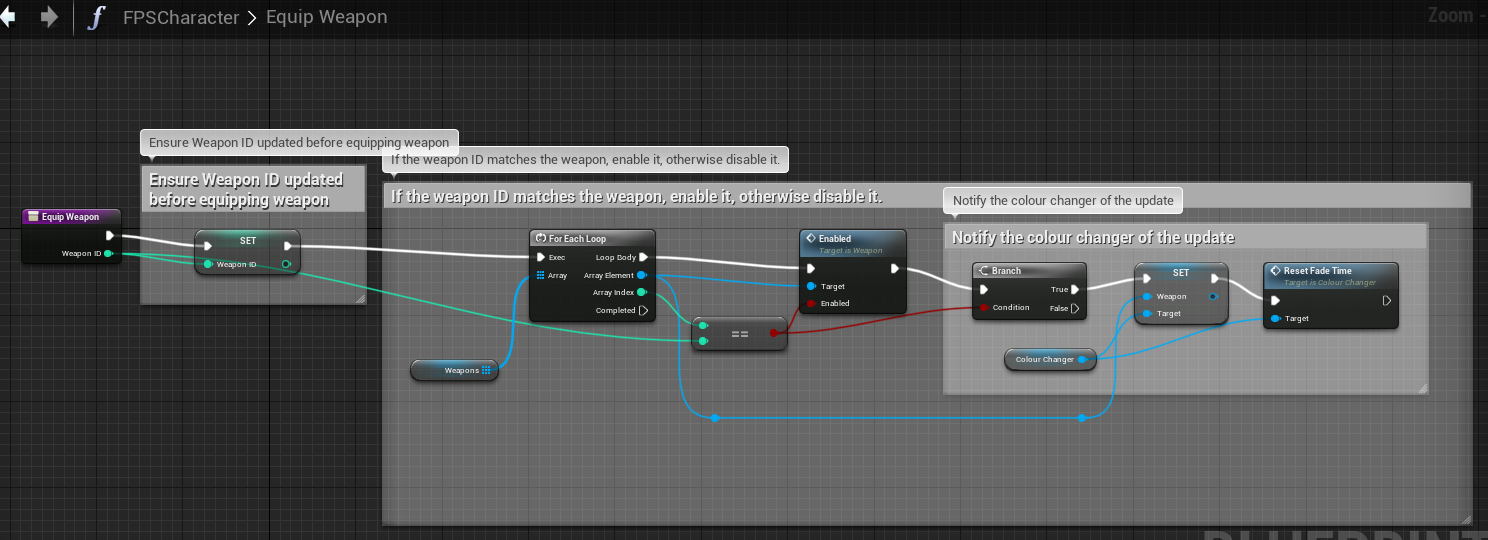 FPSCharacter > Equip Weapon
Zoom -
Ensure Weapon ID updated before equipping weapon
If the weapon ID matches the weapon, enable it, otherwise disable it.
Ensure Weapon ID updated
before equipping weapon
If the weapon ID matches the weapon, enable it, otherwise disable it.
Notify the colour changer of the update
Notify the colour changer of the update
Equip Weapon
Weapon ID
SET
Weapon ID
For Each Loop
Exec
Loop Body
Array
Array Element
Array Index
Completed
Weapons
==
Enabled
Target is Weapon
Target
Enabled
Branch
True
Condition
False
Colour Changer
SET
Weapon
Target
Reset Fade Time
Target is Colour Changer
Target
BLUEPRINT